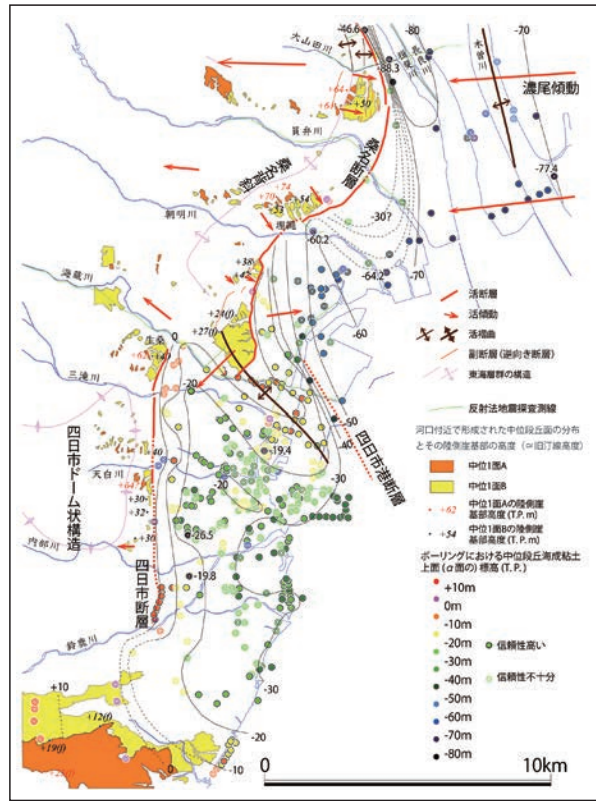 -46.6
-80
-70
大山田川
揖斐川
長良川
木曽川
-88.3
+64
+61
+50
濃尾傾動
員弁川
桑名断層
桑名背斜
-77.4
+70
+74
+54
朝明川
-30?
-60.2
-64.2
-70
海蔵川
+38
+42
+24(f)
+27(f)
-60
生桑
0
+62
三滝川
-20
-50
-40
-19.4
四日市港断層
-30
四日市ドーム状構造
天白川
40
-20
+30
+32
+30
内部川
-26.5
-19.8
四日市断層
鈴鹿川
-30
+10
+12(f)
+19(f)
-20
0
-10
活断層
活傾動
活褶曲
副断層(逆向き断層)
東海層群の構造
反射法地震探査測線
河口付近で形成された中位段丘面の分布
とその陸側崖基部の高度 (≃旧汀線高度)
中位1面A
中位1面B
+62 中位1面Aの陸側崖
基部高度(T.P. m)
+54 中位1面Bの陸側崖
基部高度(T.P. m)
ボーリングにおける中位段丘海成粘土
上面 (α面の) 標高 (T.P.)
+10m
0m
-10m
-20m
-30m
-40m
-50m
-60m
-70m
-80m
信頼性高い
信頼性不十分
0 10km